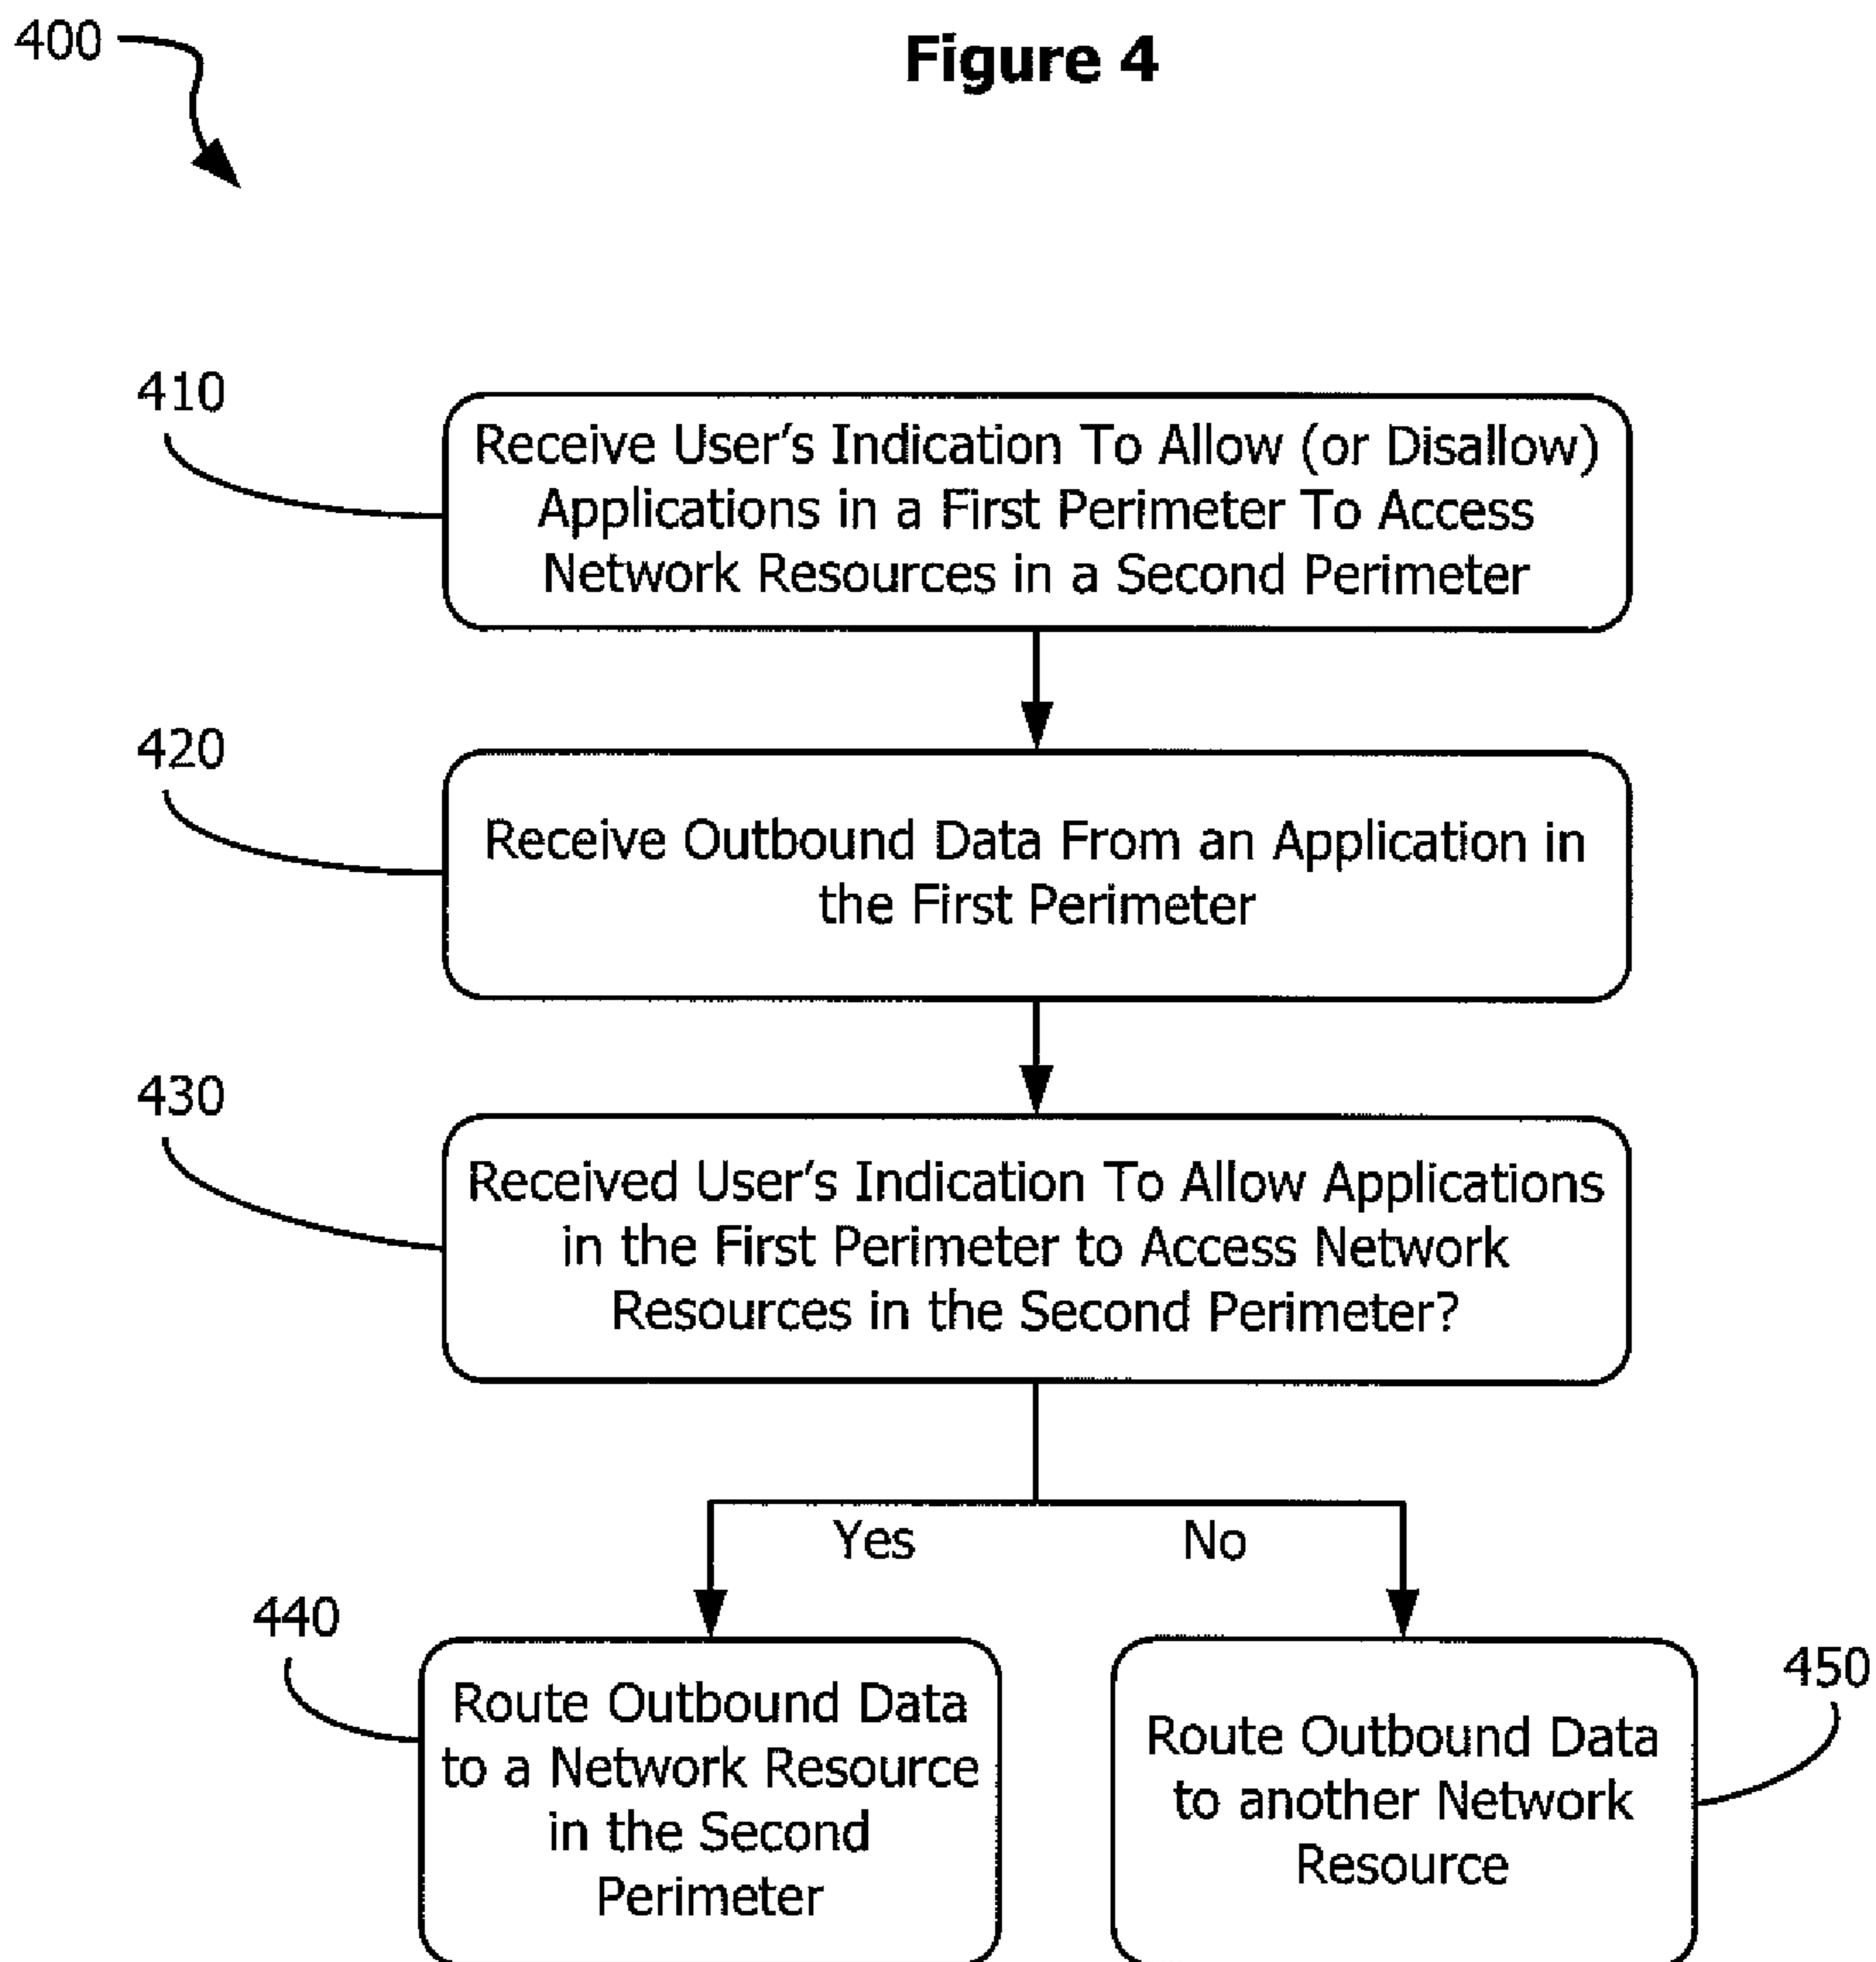 400
Figure 4
410
Receive User's Indication To Allow (or Disallow)
Applications in a First Perimeter To Access
Network Resources in a Second Perimeter
420
Receive Outbound Data From an Application in
the First Perimeter
430
Received User's Indication To Allow Applications
in the First Perimeter to Access Network
Resources in the Second Perimeter?
Yes
No
440
Route Outbound Data
to a Network Resource
in the Second
Perimeter
450
Route Outbound Data
to another Network
Resource